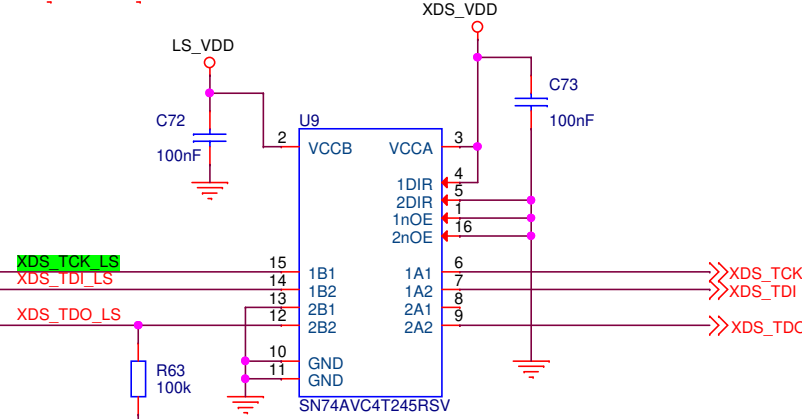 XDS_VDD
LS_VDD
C73
100nF
C72
100nF
U9
2
VCCB
VCCA
3
1DIR
4
2DIR
5
1nOE
1
2nOE
16
XDS_TCK_LS
15
1B1
1A1
6
XDS_TCK
XDS_TDI_LS
14
1B2
1A2
7
XDS_TDI
13
2B1
2A1
8
XDS_TDO_LS
12
2B2
2A2
9
XDS_TDO
10
GND
11
GND
R63
100k
SN74AVC4T245RSV